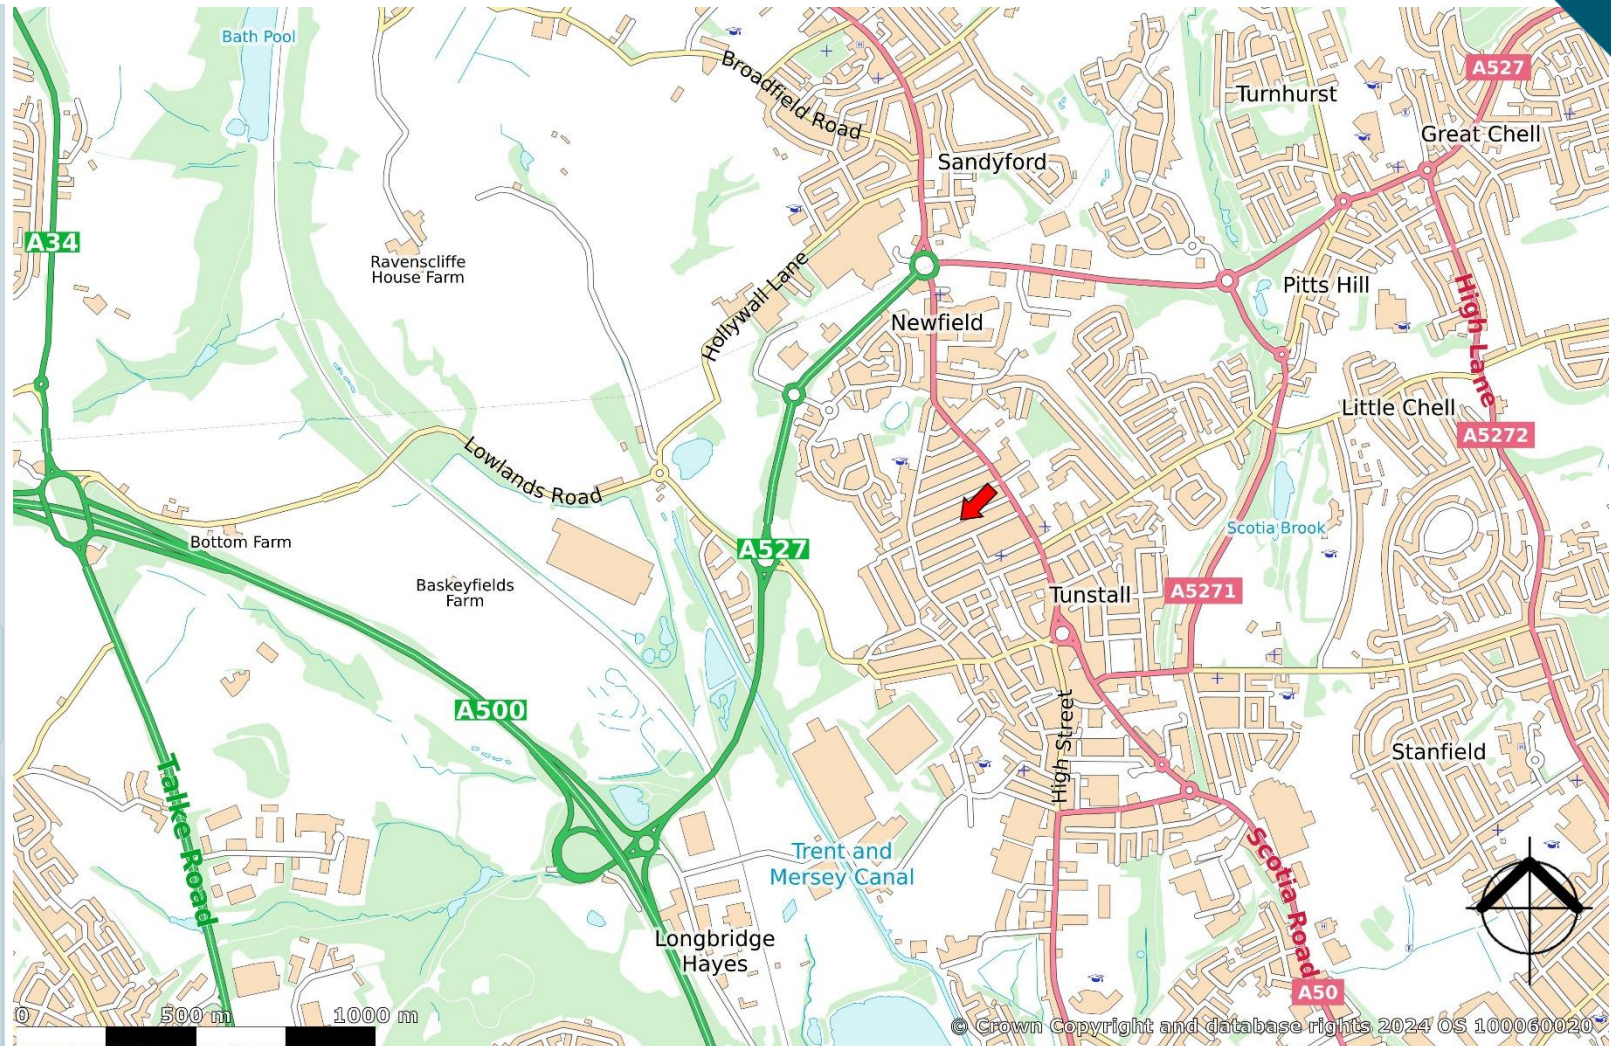 Bath Pool
Broadfield Road
A527
Turnhurst
Great Chell
Sandyford
A34
Ravenscliffe
House Farm
Hollywall Lane
Pitts Hill
Newfield
High Lane
Little Chell
A5272
Lowlands Road
Scotia Brook
Bottom Farm
A527
Baskeyfields
Farm
Tunstall
A5271
A500
High Street
Stanfield
Talke Road
Trent and
Mersey Canal
Scotia Road
Longbridge
Hayes
A50
0 500 m 1000 m
© Crown Copyright and database rights 2024 OS 100060020